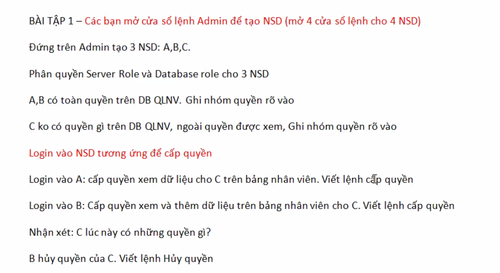 BÀI TẬP 1 – Các bạn mở cửa sổ lệnh Admin để tạo NSD (mở 4 cửa sổ lệnh cho 4 NSD)
Đứng trên Admin tạo 3 NSD: A,B,C.
Phân quyền Server Role và Database role cho 3 NSD
A,B có toàn quyền trên DB QLNV. Ghi nhóm quyền rõ vào
C ko có quyền gì trên DB QLNV, ngoài quyền được xem, Ghi nhóm quyền rõ vào
Login vào NSD tương ứng để cấp quyền
Login vào A: cấp quyền xem dữ liệu cho C trên bảng nhân viên. Viết lệnh cấp quyền
Login vào B: Cấp quyền xem và thêm dữ liệu trên bảng nhân viên cho C. Viết lệnh cấp quyền
Nhận xét: C lúc này có những quyền gì?
B hủy quyền của C. Viết lệnh Hủy quyền